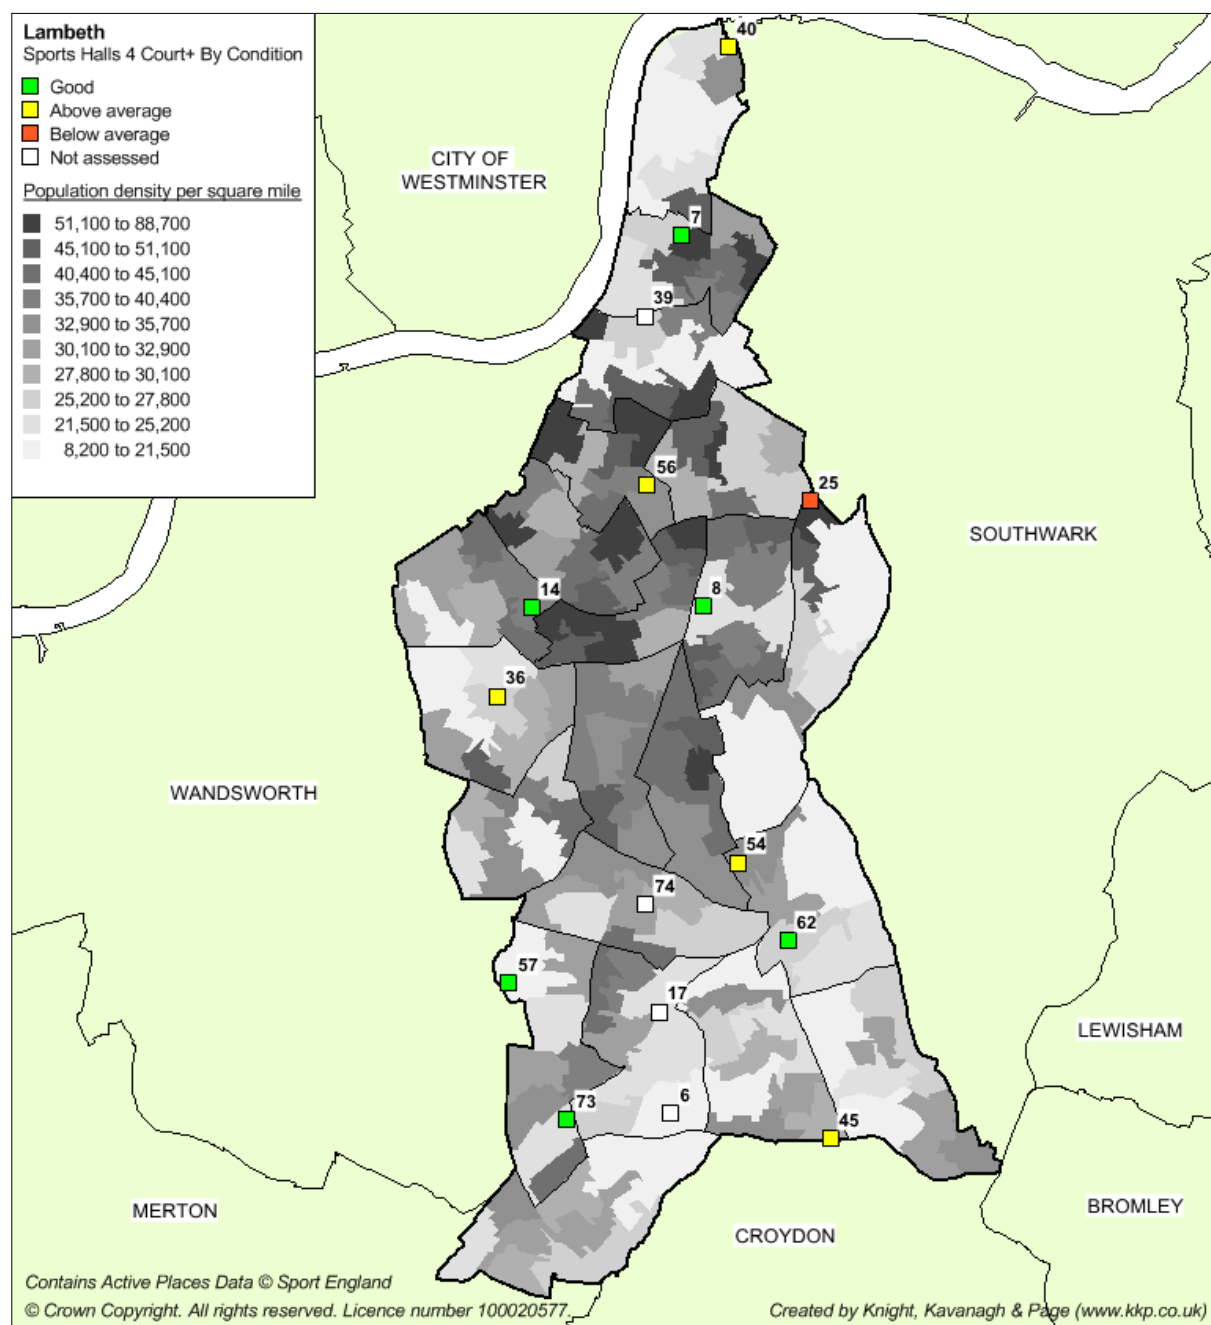 Lambeth
Sports Halls 4 Court+ By Condition
Good
Above average
Below average
Not assessed
Population density per square mile
51,100 to 88,700
45,100 to 51,100
40,400 to 45,100
35,700 to 40,400
32,900 to 35,700
30,100 to 32,900
27,800 to 30,100
25,200 to 27,800
21,500 to 25,200
8,200 to 21,500
40
CITY OF
WESTMINSTER
7
39
56
25
SOUTHWARK
14
8
36
WANDSWORTH
54
74
62
57
17
LEWISHAM
73
6
45
MERTON
BROMLEY
CROYDON
Contains Active Places Data © Sport England
© Crown Copyright. All rights reserved. Licence number 100020577.
Created by Knight, Kavanagh & Page (www.kkp.co.uk)